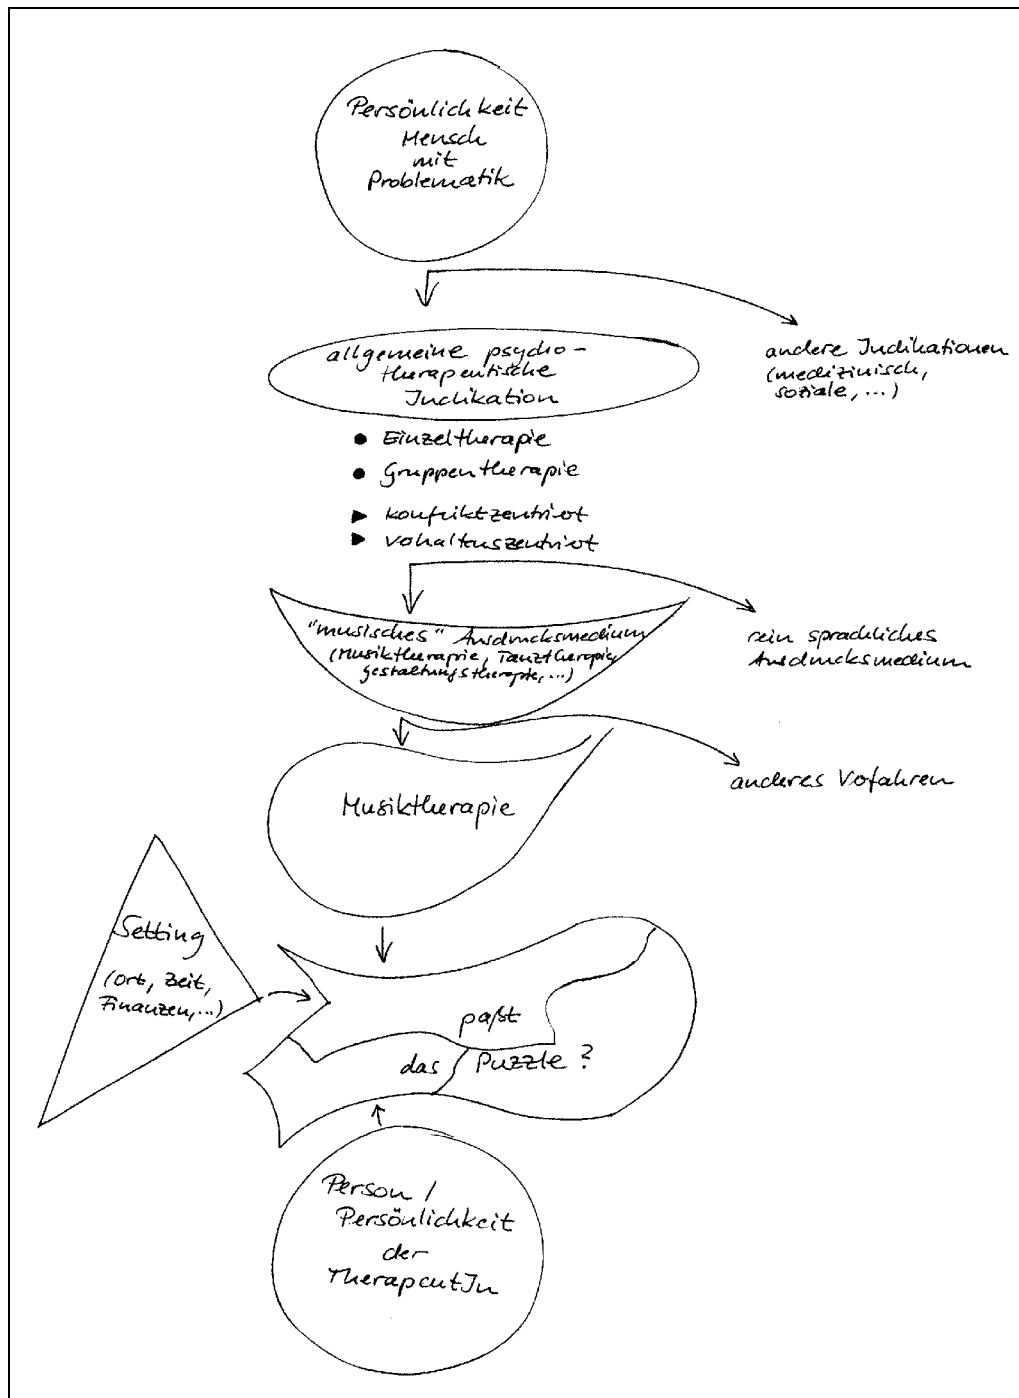 Persönlichkeit
Mensch
mit
Problematik
allgemeine psycho-
therapeutische
Indikation
andere Indikationen
(medizinisch,
soziale, ...)
● Einzeltherapie
● Gruppentherapie
► konfliktzentriert
► verhaltenszentriert
"musisches" Ausdrucksmedium
(Musiktherapie, Tanztherapie,
Gestaltungstherapie, ...)
rein sprachliches
Ausdrucksmedium
anderes Verfahren
Musiktherapie
Setting
(Ort, Zeit,
Finanzen,...)
paßt
das Puzzle?
Person /
Persönlichkeit
der
TherapeutIn